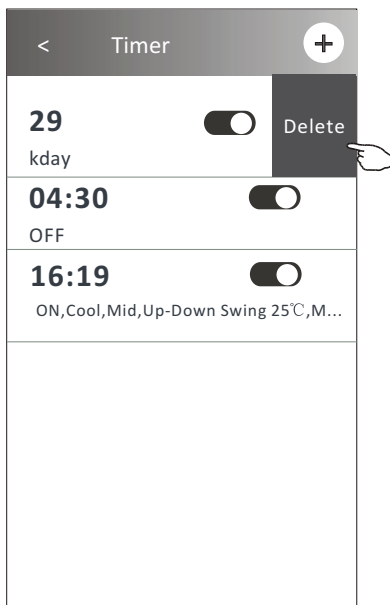 < Timer +
29
Delete
kday
04:30
OFF
16:19
ON,Cool,Mid,Up-Down Swing 25℃,M...